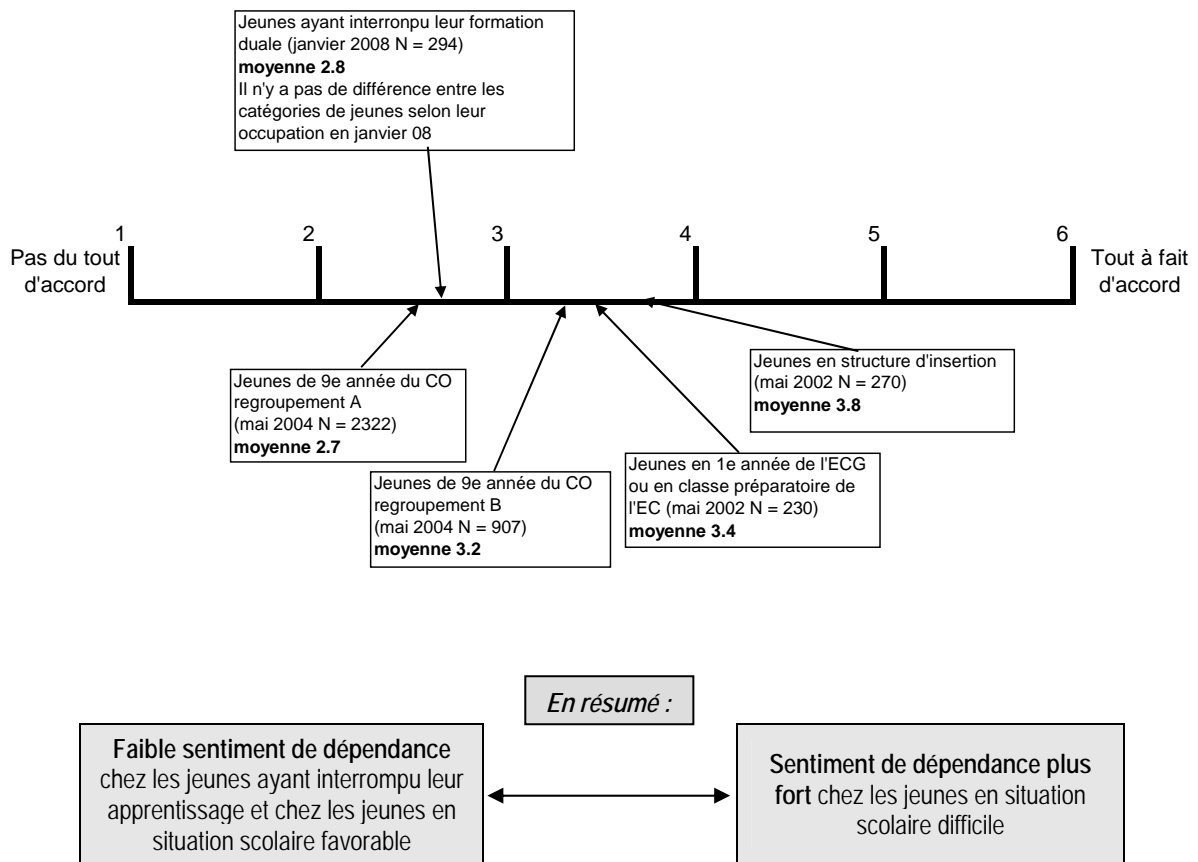 Jeunes ayant interronpu leur formation
duale (janvier 2008 N = 294)
moyenne 2.8
Il n'y a pas de différence entre les
catégories de jeunes selon leur
occupation en janvier 08
1
2
3
4
5
6
Pas du tout
d'accord
Tout à fait
d'accord
Jeunes de 9e année du CO
regroupement A
(mai 2004 N = 2322)
moyenne 2.7
Jeunes de 9e année du CO
regroupement B
(mai 2004 N = 907)
moyenne 3.2
Jeunes en 1e année de l'ECG
ou en classe préparatoire de
l'EC (mai 2002 N = 230)
moyenne 3.4
Jeunes en structure d'insertion
(mai 2002 N = 270)
moyenne 3.8
En résumé :
Faible sentiment de dépendance
chez les jeunes ayant interrompu leur
apprentissage et chez les jeunes en
situation scolaire favorable
Sentiment de dépendance plus
fort chez les jeunes en situation
scolaire difficile